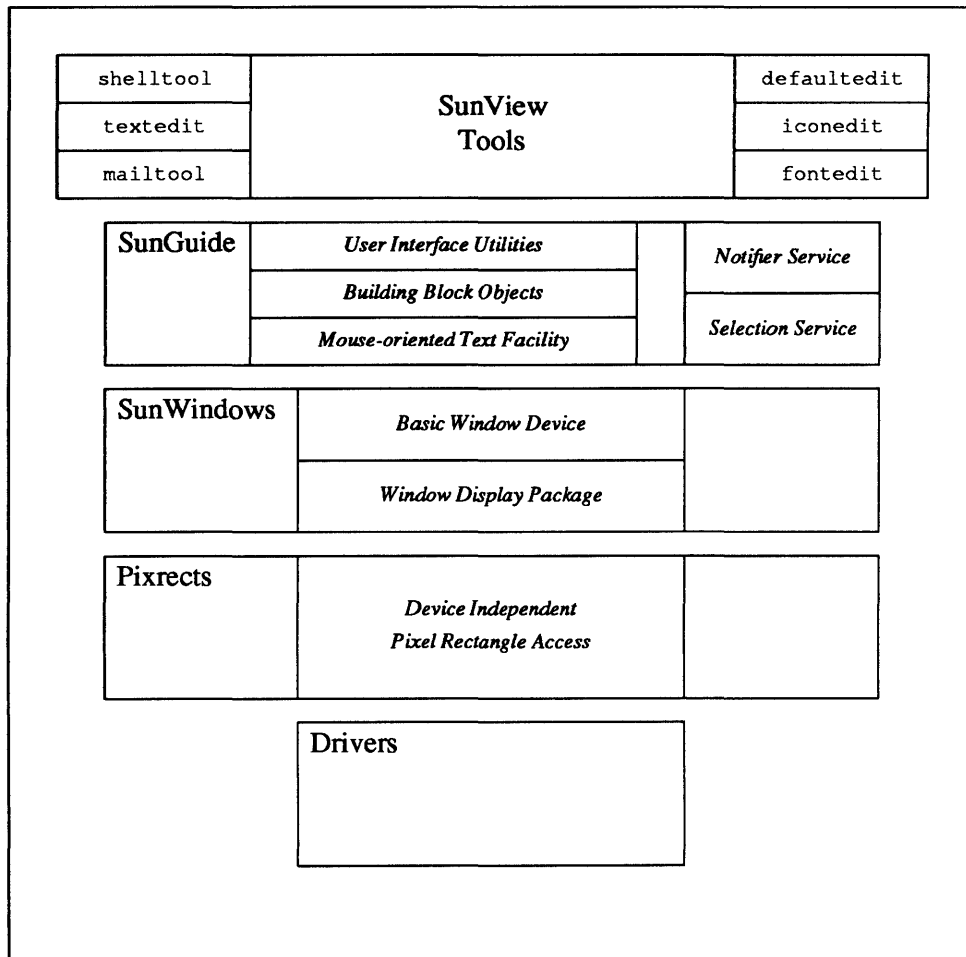 shelltool
textedit
mailtool
SunView
Tools
defaultedit
iconedit
fontedit
SunGuide
User Interface Utilities
Building Block Objects
Mouse-oriented Text Facility
Notifier Service
Selection Service
SunWindows
Basic Window Device
Window Display Package
Pixrects
Device Independent
Pixel Rectangle Access
Drivers